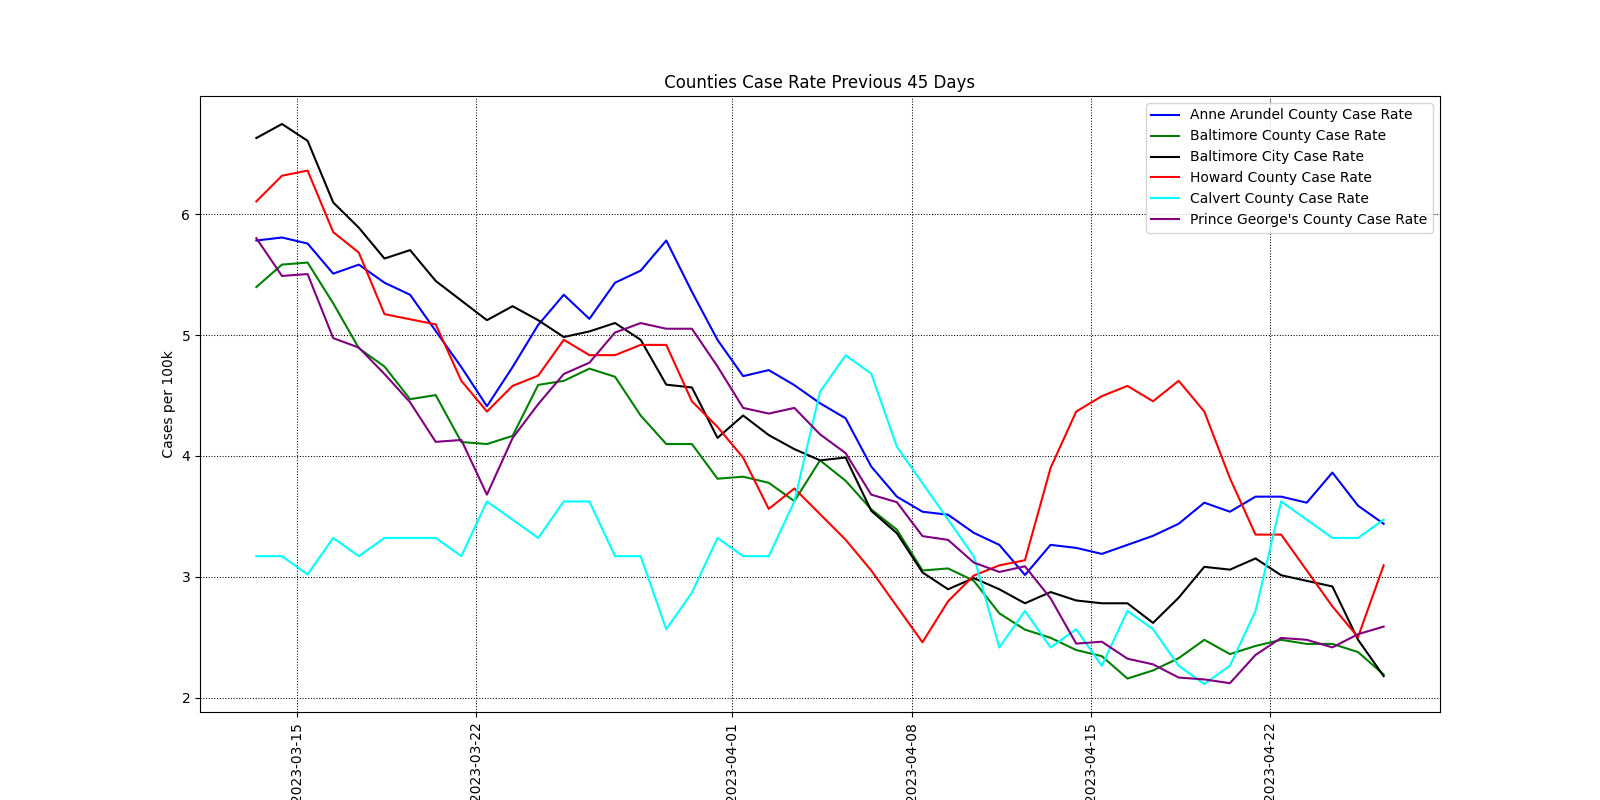 Counties Case Rate Previous 45 Days
Anne Arundel County Case Rate
Baltimore County Case Rate
Baltimore City Case Rate
Howard County Case Rate
Calvert County Case Rate
Prince George's County Case Rate
Cases per 100k
6
5
4
3
2
2023-03-15
2023-03-22
2023-04-01
2023-04-08
2023-04-15
2023-04-22